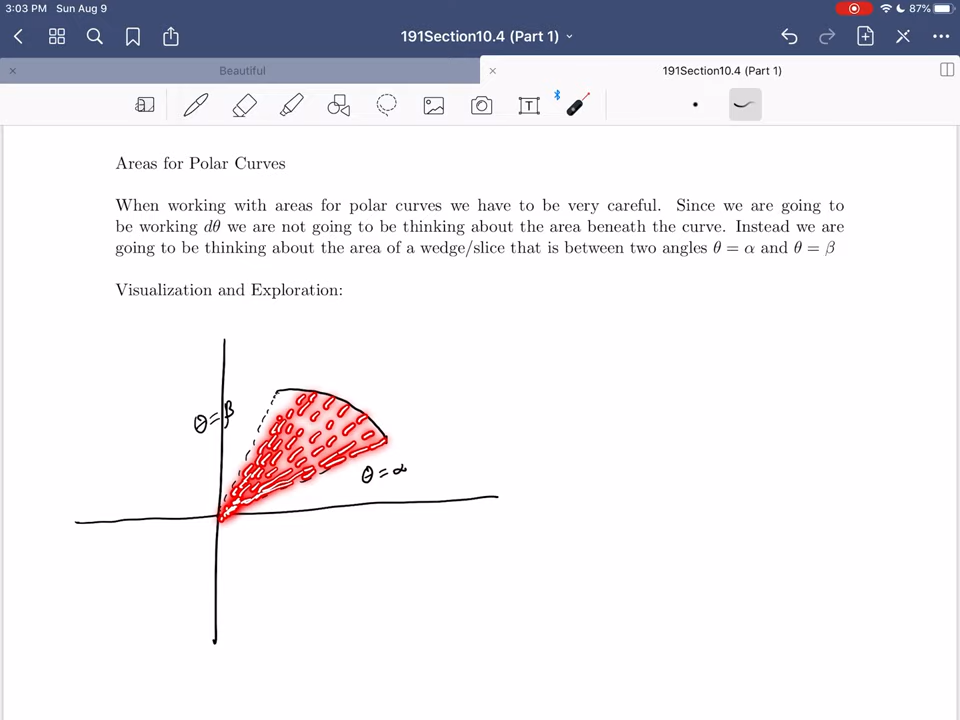 3:03 PM Sun Aug 9
87%
191Section10.4 (Part 1)
Beautiful
191Section10.4 (Part 1)
T
Areas for Polar Curves
When working with areas for polar curves we have to be very careful. Since we are going to
be working dθ we are not going to be thinking about the area beneath the curve. Instead we are
going to be thinking about the area of a wedge/slice that is between two angles θ = α and θ = β
Visualization and Exploration:
θ = β
θ = α